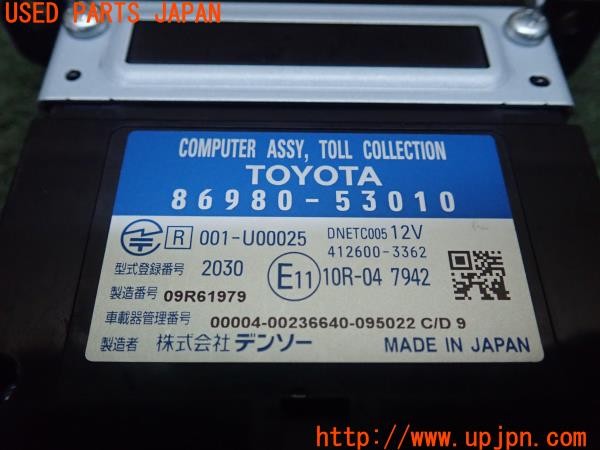 USED PARTS JAPAN
COMPUTER ASSY, TOLL COLLECTION
TOYOTA
86980-53010
R 001-U00025 DNETC005 12V
412600-3362
型式登録番号 2030 E11 10R-04 7942
製造番号 09R61979
車載器管理番号 00004-00236640-095022 C/D 9
製造者 株式会社デンソー MADE IN JAPAN
http://www.upjpn.com/